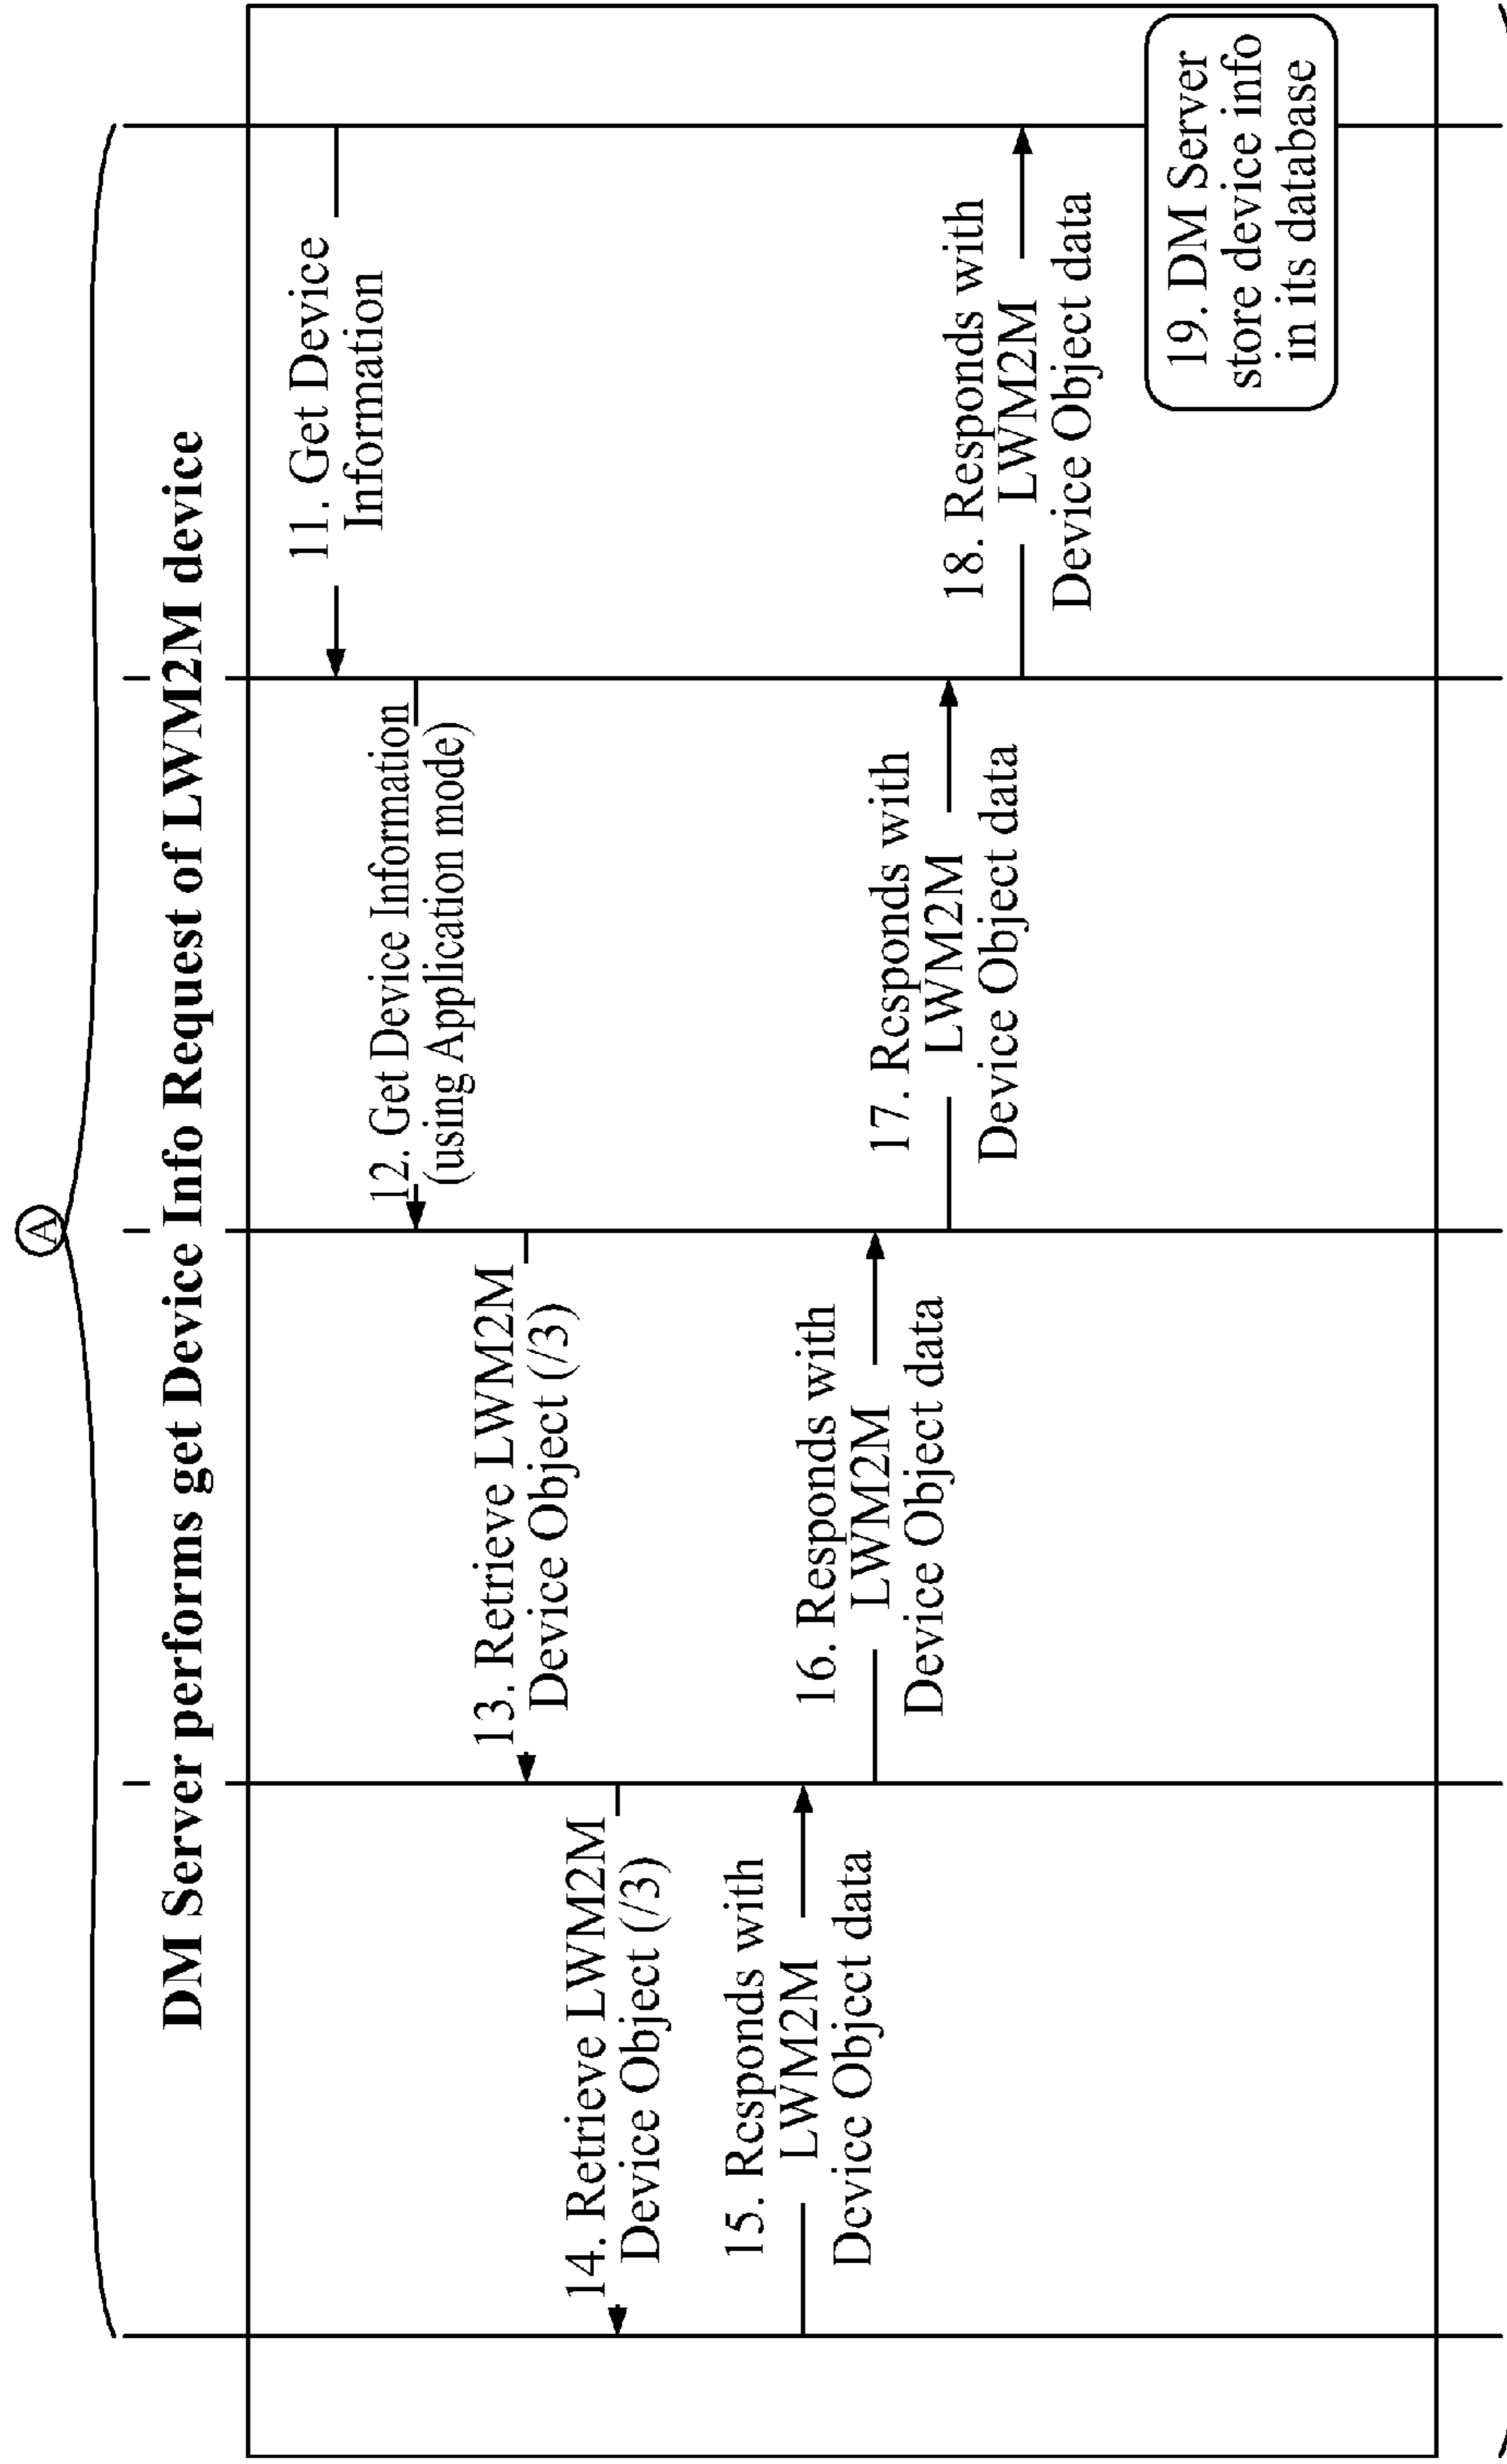 A
DM Server performs get Device Info Request of LWM2M device
11. Get Device
Information
12. Get Device Information
(using Application mode)
13. Retrieve LWM2M
Device Object (/3)
14. Retrieve LWM2M
Device Object (/3)
15. Responds with
LWM2M
Device Object data
16. Responds with
LWM2M
Device Object data
17. Responds with
LWM2M
Device Object data
18. Responds with
LWM2M
Device Object data
19. DM Server
store device info
in its database